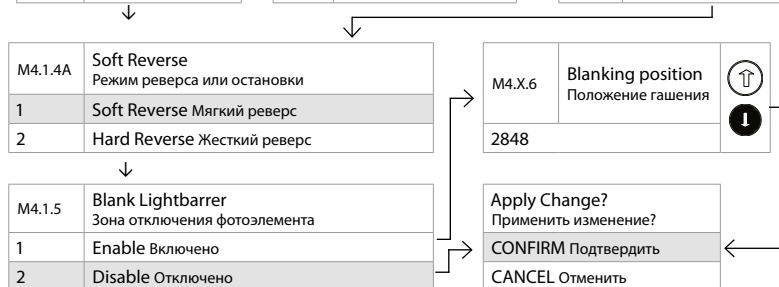 M4.1.4A
Soft Reverse
Режим реверса или остановки
1 Soft Reverse Мягкий реверс
2 Hard Reverse Жесткий реверс
M4.X.6
Blanking position
Положение гашения
2848
M4.1.5
Blank Lightbarrer
Зона отключения фотоэлемента
1 Enable Включено
2 Disable Отключено
Apply Change?
Применить изменение?
CONFIRM Подтвердить
CANCEL Отменить